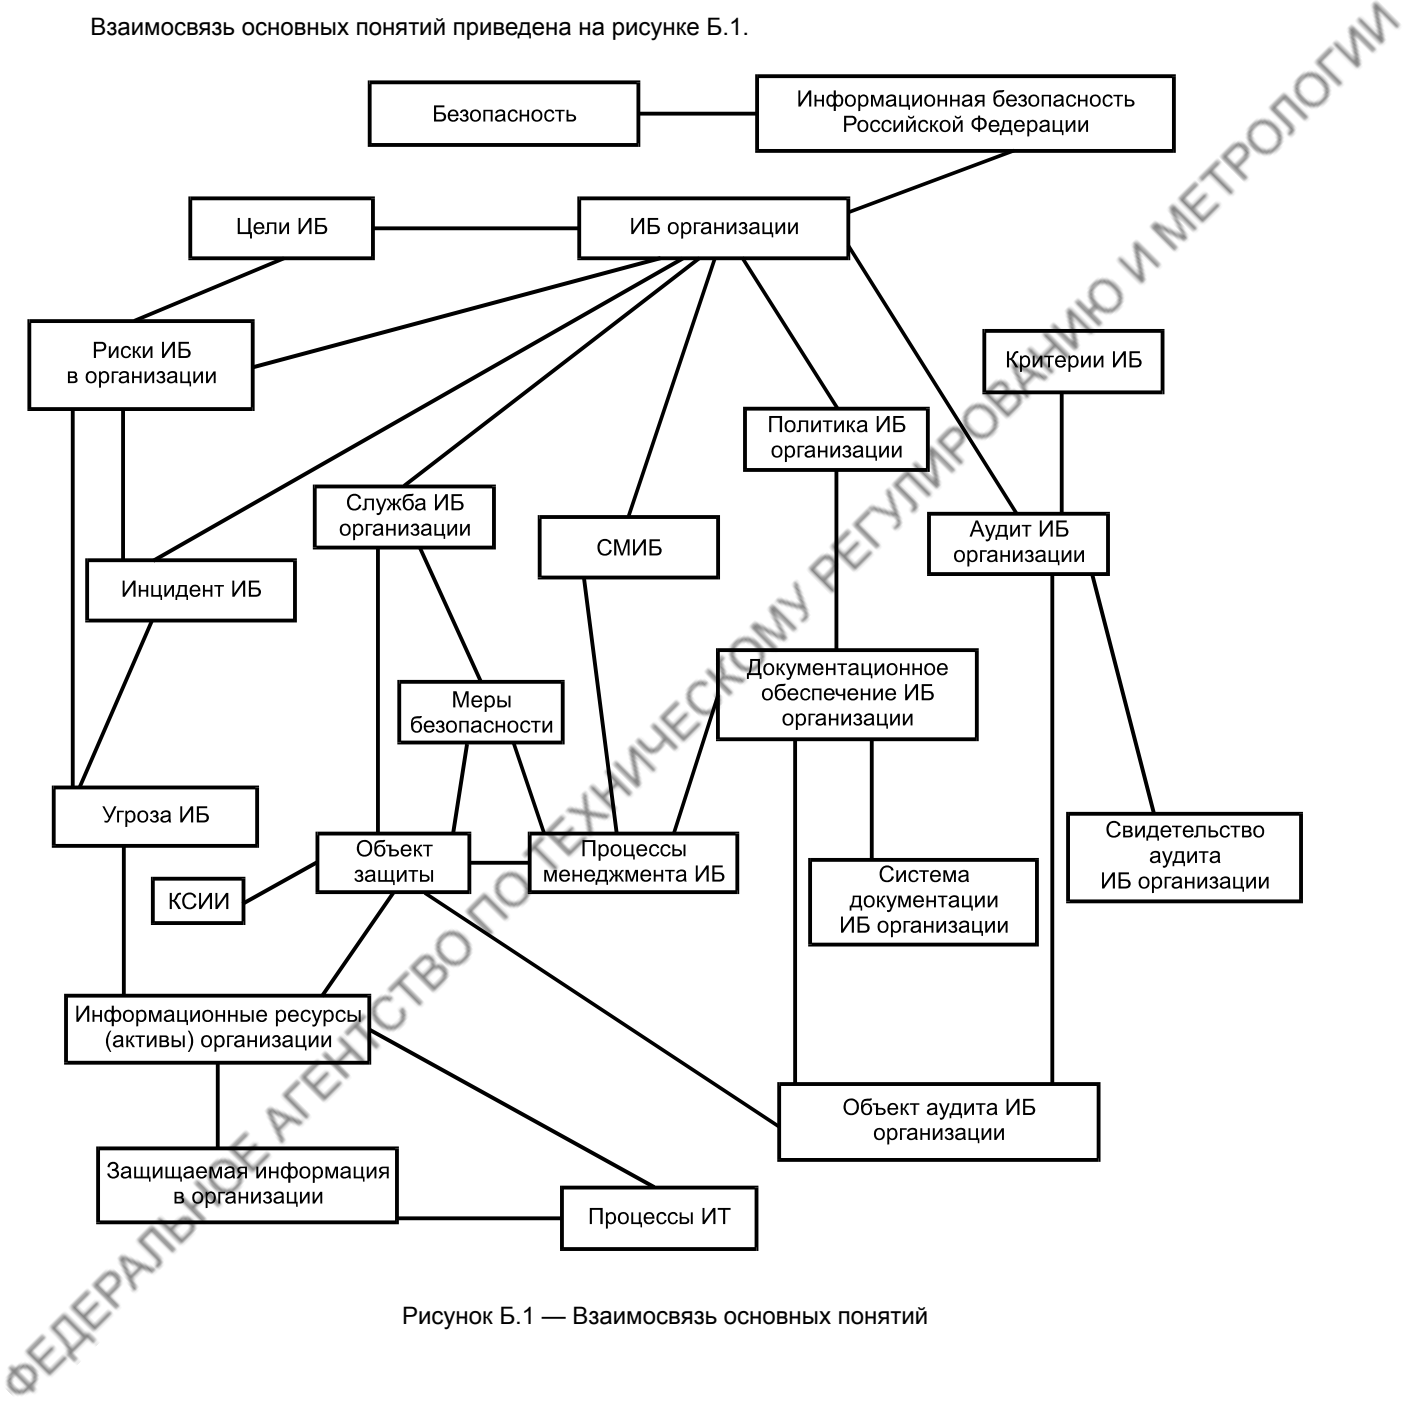 Взаимосвязь основных понятий приведена на рисунке Б.1.
Безопасность
Информационная безопасность
Российской Федерации
Цели ИБ
ИБ организации
Риски ИБ
в организации
Критерии ИБ
Политика ИБ
организации
Служба ИБ
организации
СМИБ
Аудит ИБ
организации
Инцидент ИБ
Меры
безопасности
Документационное
обеспечение ИБ
организации
Угроза ИБ
Объект
защиты
Процессы
менеджмента ИБ
КСИИ
Система
документации
ИБ организации
Свидетельство
аудита
ИБ организации
Информационные ресурсы
(активы) организации
Объект аудита ИБ
организации
Защищаемая информация
в организации
Процессы ИТ
Рисунок Б.1 — Взаимосвязь основных понятий
ФЕДЕРАЛЬНОЕ АГЕНТСТВО ПО ТЕХНИЧЕСКОМУ РЕГУЛИРОВАНИЮ И МЕТРОЛОГИИ